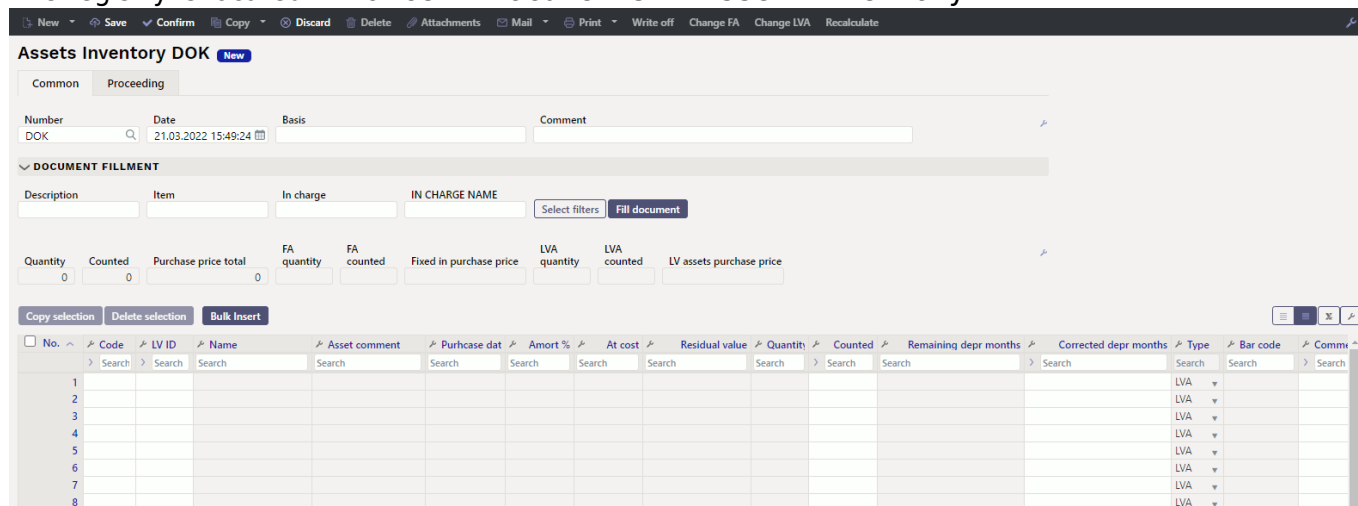 New Save Confirm Copy Discard Delete Attachments Mail Print Write off Change FA Change LVA Recalculate
Assets Inventory DOK New
Common Proceeding
Number Date Basis Comment
DOK 21.03.2022 15:49:24
DOCUMENT FILLMENT
Description Item In charge IN CHARGE NAME
Select filters Fill document
FA FA LVA LVA
Quantity Counted Purchase price total quantity counted Fixed in purchase price quantity counted LV assets purchase price
0 0 0
Copy selection Delete selection Bulk Insert
No. Code LV ID Name Asset comment Purhcase dat Amort % At cost Residual value Quantity Counted Remaining depr months Corrected depr months Type Bar code
> Search > Search Search Search Search Search Search Search Search > Search Search > Search Search Search > Search
1 LVA
2 LVA
3 LVA
4 LVA
5 LVA
6 LVA
7 LVA
8 LVA